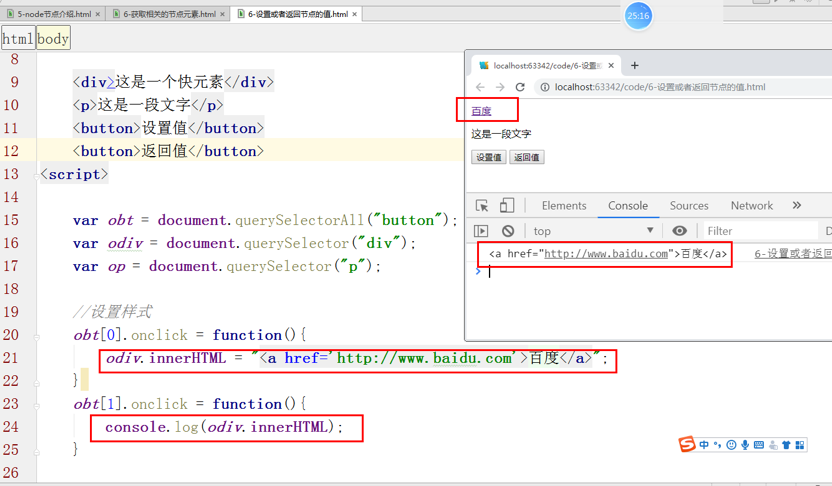 5-node节点介绍.html
6-获取相关的节点元素.html
6-设置或者返回节点的值.html
25:16
html body
8
9 <div>这是一个快元素</div>
10 <p>这是一段文字</p>
11 <button>设置值</button>
12 <button>返回值</button>
13 <script>
14
15 var obt = document.querySelectorAll("button");
16 var odiv = document.querySelector("div");
17 var op = document.querySelector("p");
18
19 //设置样式
20 obt[0].onclick = function(){
21 odiv.innerHTML = "<a href='http://www.baidu.com'>百度</a>";
22 }
23 obt[1].onclick = function(){
24 console.log(odiv.innerHTML);
25 }
26
localhost:63342/code/6-设置
localhost:63342/code/6-设置或者返回节点的值.html
百度
这是一段文字
设置值 返回值
Elements Console Sources Network
top Filter
<a href="http://www.baidu.com">百度</a> 6-设置或者返回
中